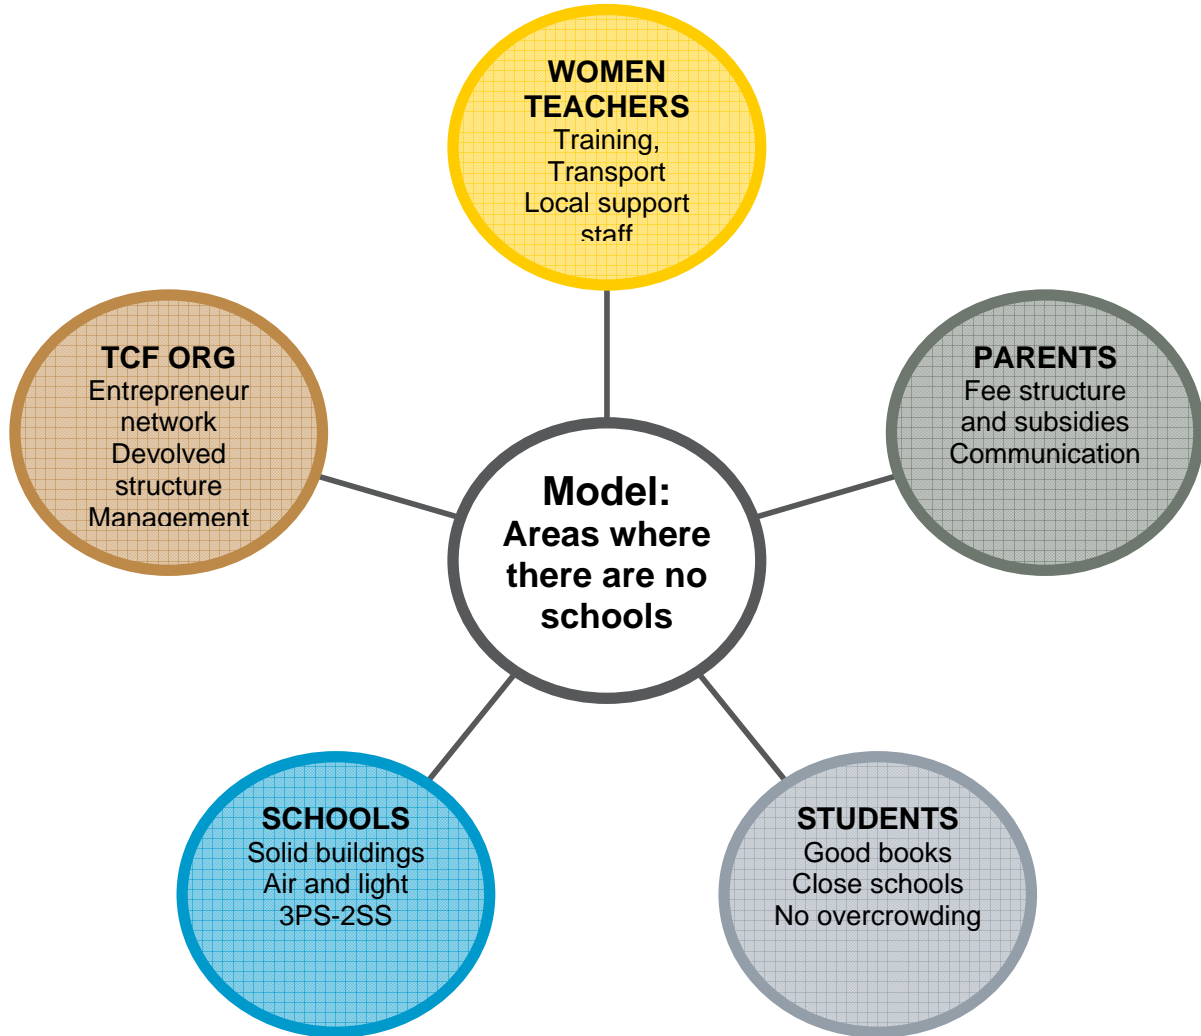 WOMEN
TEACHERS
Training,
Transport
Local support
staff
TCF ORG
Entrepreneur
network
Devolved
structure
Management
PARENTS
Fee structure
and subsidies
Communication
Model:
Areas where
there are no
schools
SCHOOLS
Solid buildings
Air and light
3PS-2SS
STUDENTS
Good books
Close schools
No overcrowding